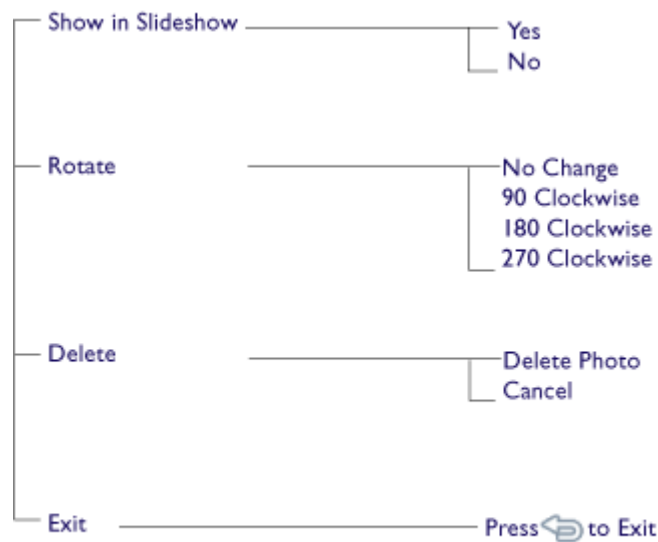 Show in Slideshow
Yes
No
Rotate
No Change
90 Clockwise
180 Clockwise
270 Clockwise
Delete
Delete Photo
Cancel
Exit
Press to Exit